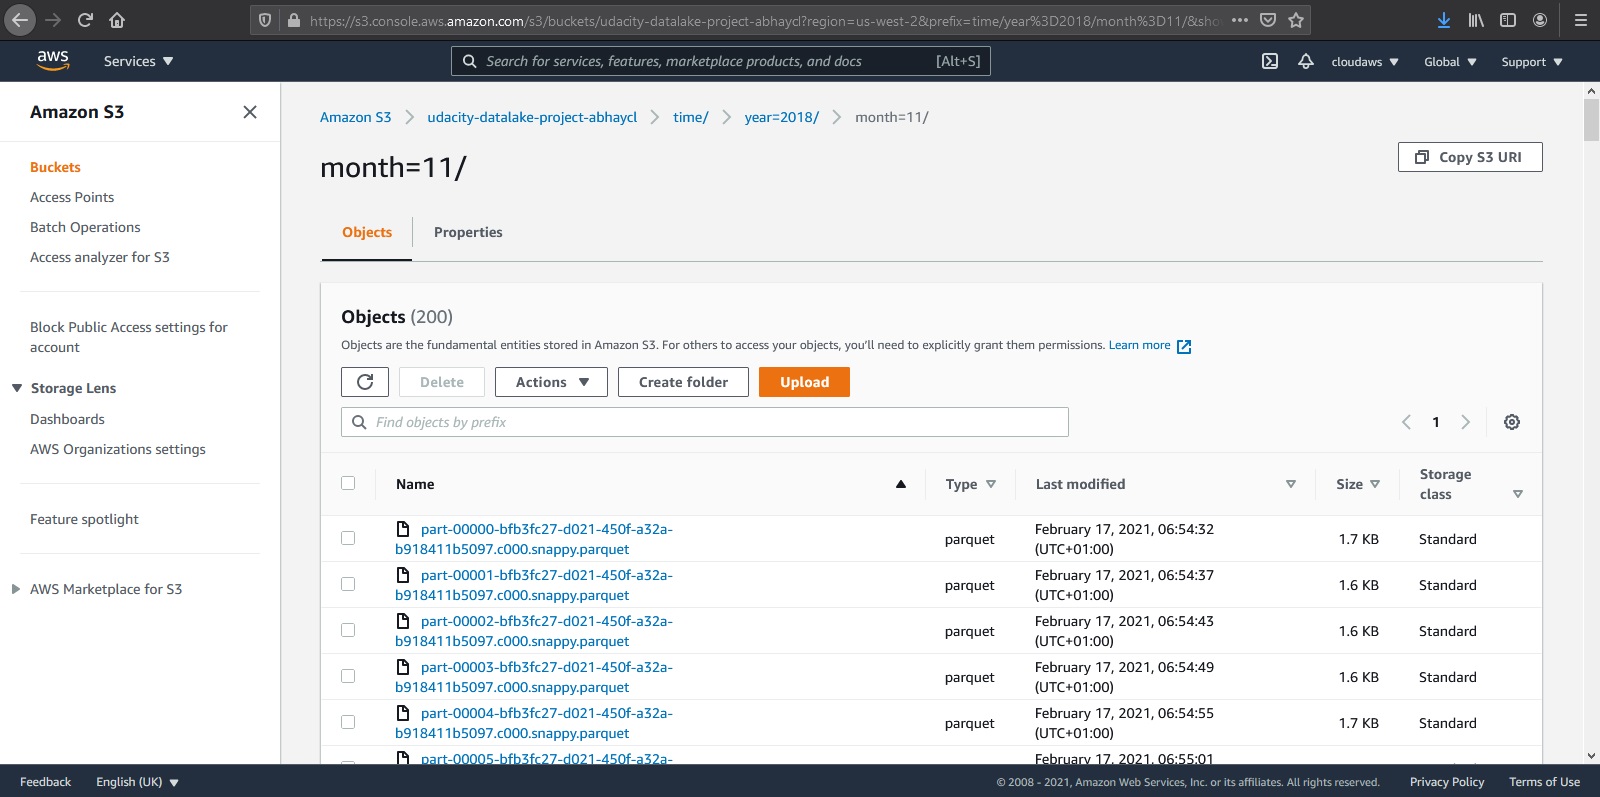 https://s3.console.aws.amazon.com/s3/buckets/udacity-datalake-project-abhaycl?region=us-west-2&prefix=time/year%3D2018/month%3D11/&sho
aws Services Search for services, features, marketplace products, and docs [Alt+S] cloudaws Global Support
Amazon S3
Buckets
Access Points
Batch Operations
Access analyzer for S3
Block Public Access settings for
account
Storage Lens
Dashboards
AWS Organizations settings
Feature spotlight
AWS Marketplace for S3
Amazon S3 udacity-datalake-project-abhaycl time/ year=2018/ month=11/
month=11/
Copy S3 URI
Objects Properties
Objects (200)
Objects are the fundamental entities stored in Amazon S3. For others to access your objects, you'll need to explicitly grant them permissions. Learn more
Delete Actions Create folder Upload
Find objects by prefix 1
Name Type Last modified Size Storage
class
part-00000-bfb3fc27-d021-450f-a32a-
b918411b5097.c000.snappy.parquet parquet February 17, 2021, 06:54:32
(UTC+01:00) 1.7 KB Standard
part-00001-bfb3fc27-d021-450f-a32a-
b918411b5097.c000.snappy.parquet parquet February 17, 2021, 06:54:37
(UTC+01:00) 1.6 KB Standard
part-00002-bfb3fc27-d021-450f-a32a-
b918411b5097.c000.snappy.parquet parquet February 17, 2021, 06:54:43
(UTC+01:00) 1.6 KB Standard
part-00003-bfb3fc27-d021-450f-a32a-
b918411b5097.c000.snappy.parquet parquet February 17, 2021, 06:54:49
(UTC+01:00) 1.6 KB Standard
part-00004-bfb3fc27-d021-450f-a32a-
b918411b5097.c000.snappy.parquet parquet February 17, 2021, 06:54:55
(UTC+01:00) 1.7 KB Standard
part-00005-bfb3fc27-d021-450f-a32a- February 17, 2021, 06:55:01
Feedback English (UK) © 2008 - 2021, Amazon Web Services, Inc. or its affiliates. All rights reserved. Privacy Policy Terms of Use